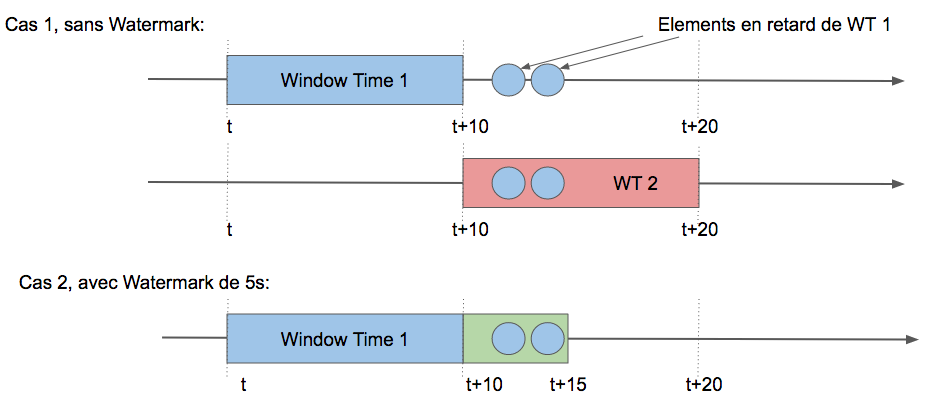 Cas 1, sans Watermark:
Elements en retard de WT 1
Window Time 1
t
t+10
t+20
WT 2
t
t+10
t+20
Cas 2, avec Watermark de 5s:
Window Time 1
t
t+10
t+15
t+20